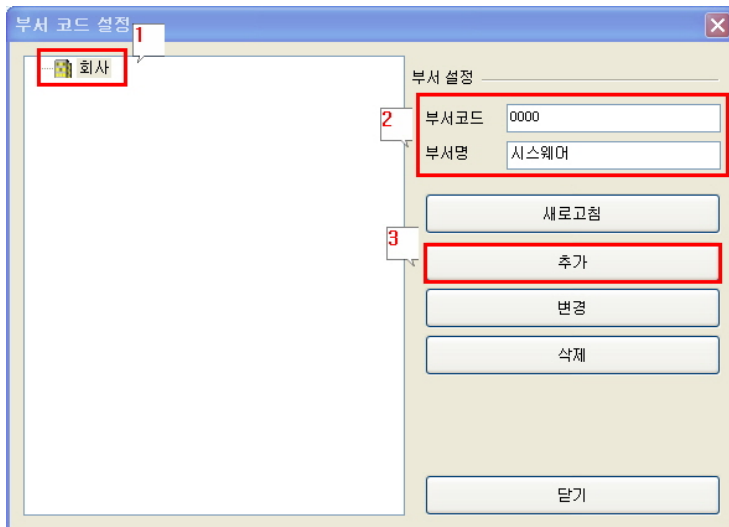 부서 코드 설정
1
회사
부서 설정
2
부서코드 0000
부서명 시스웨어
새로고침
3
추가
변경
삭제
닫기